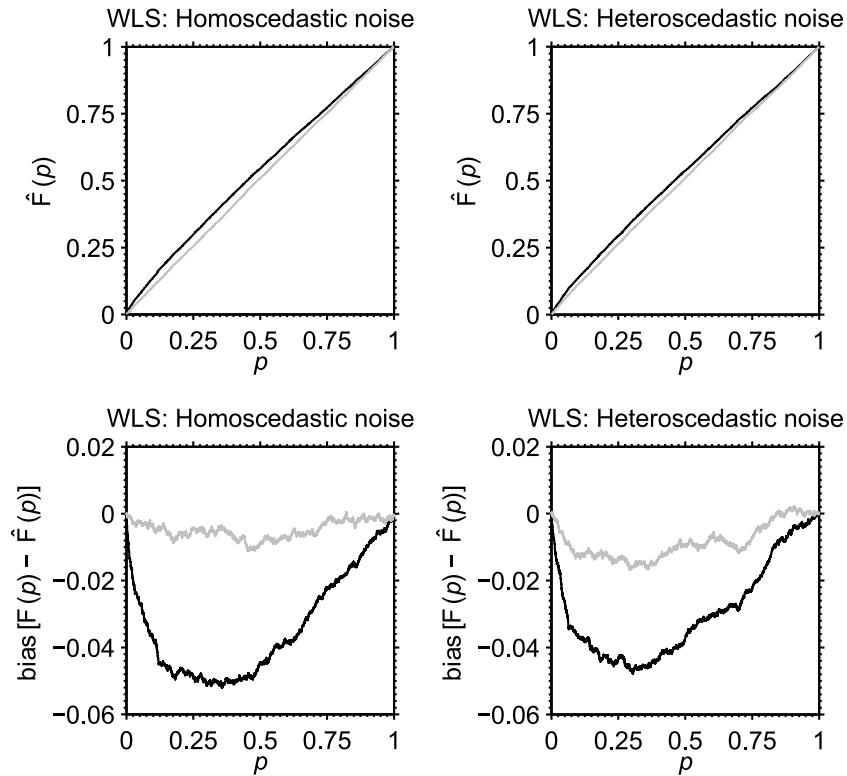 WLS: Homoscedastic noise
WLS: Heteroscedastic noise
1
0.75
0.5
0.25
0
F̂ (p)
0 0.25 0.5 0.75 1
p
1
0.75
0.5
0.25
0
F̂ (p)
0 0.25 0.5 0.75 1
p
WLS: Homoscedastic noise
WLS: Heteroscedastic noise
0.02
0
−0.02
−0.04
−0.06
bias [F (p) − F̂ (p)]
0 0.25 0.5 0.75 1
p
0.02
0
−0.02
−0.04
−0.06
bias [F (p) − F̂ (p)]
0 0.25 0.5 0.75 1
p